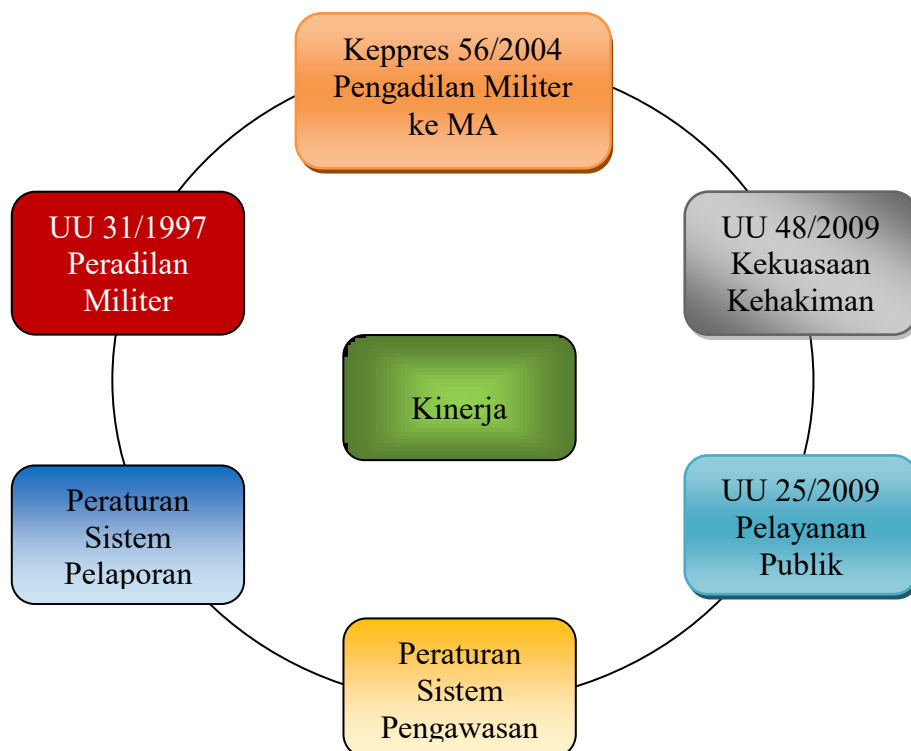 Keppres 56/2004
Pengadilan Militer
ke MA
UU 31/1997
Peradilan
Militer
UU 48/2009
Kekuasaan
Kehakiman
Kinerja
Peraturan
Sistem
Pelaporan
UU 25/2009
Pelayanan
Publik
Peraturan
Sistem
Pengawasan